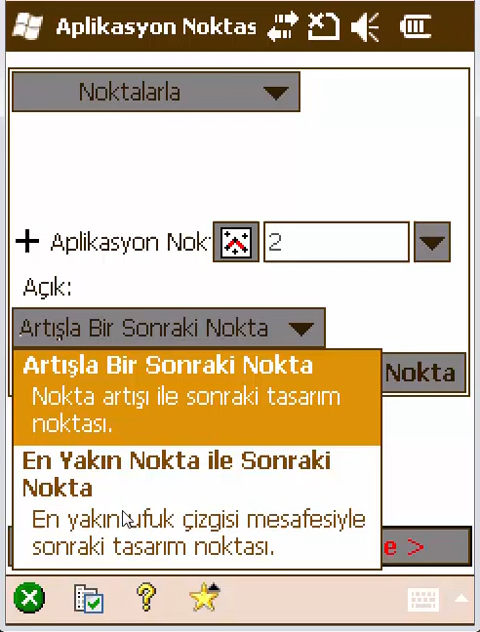 Aplikasyon Noktas
Noktalarla
Aplikasyon Nok
2
Açık:
Artışla Bir Sonraki Nokta
Artışla Bir Sonraki Nokta
Nokta artışı ile sonraki tasarım
noktası.
Nokta
En Yakın Nokta ile Sonraki
Nokta
En yakın ufuk çizgisi mesafesiyle
sonraki tasarım noktası.
e >